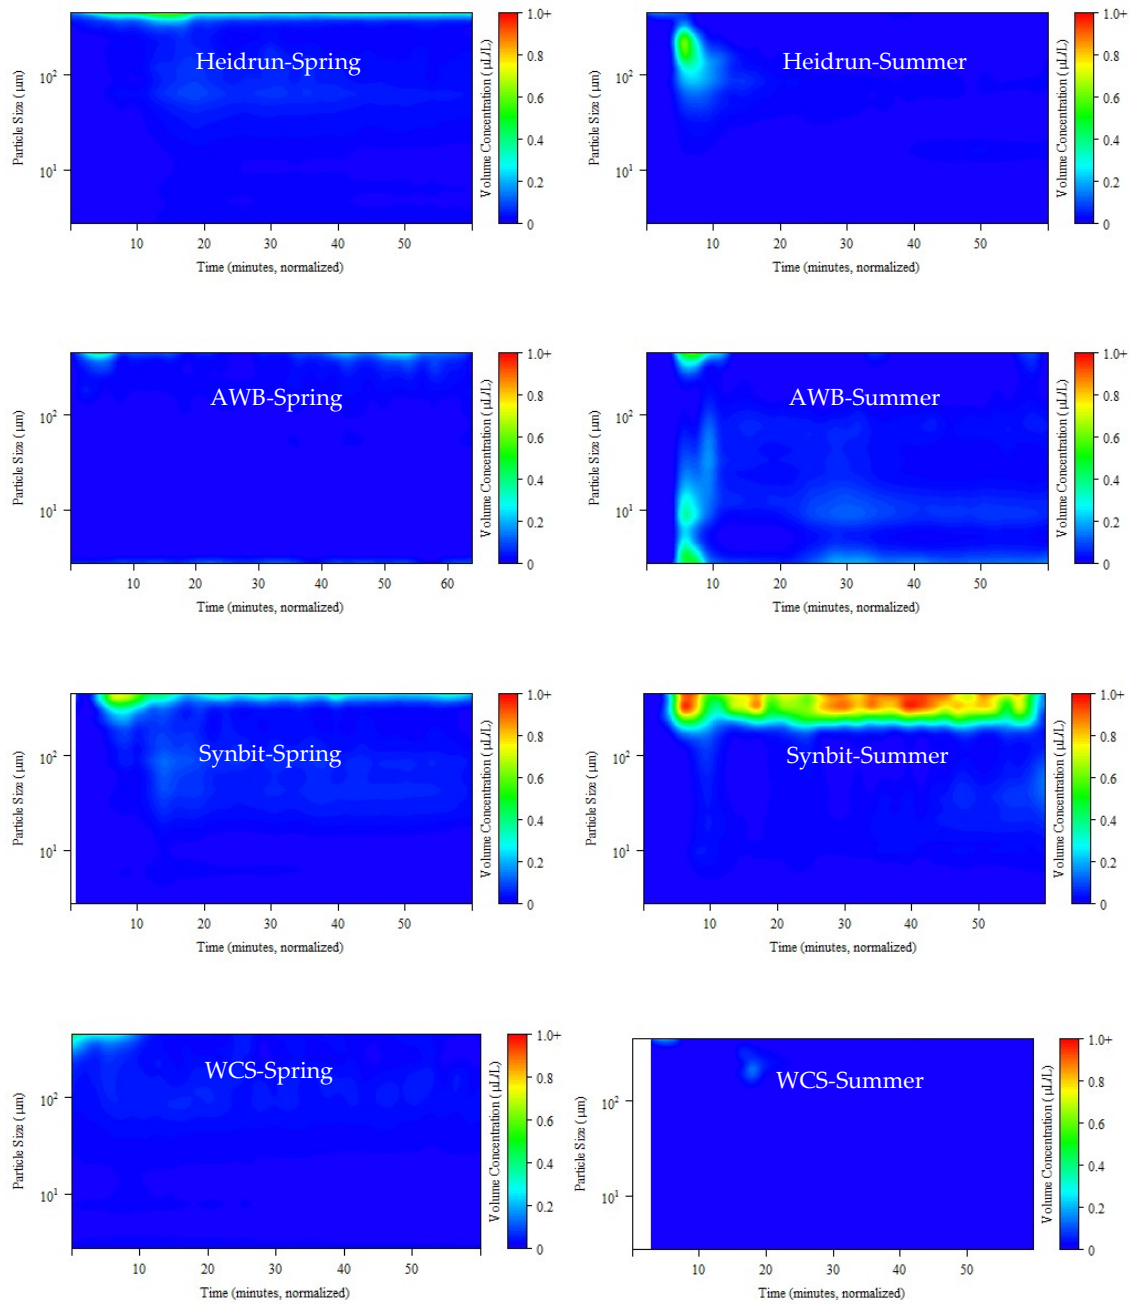 Heidrun-Spring
Particle Size (μm)
10²
10¹
10 20 30 40 50
Time (minutes, normalized)
Volume Concentration (μL/L)
1.0+
0.8
0.6
0.4
0.2
0
Heidrun-Summer
Particle Size (μm)
10²
10¹
10 20 30 40 50
Time (minutes, normalized)
Volume Concentration (μL/L)
1.0+
0.8
0.6
0.4
0.2
0
AWB-Spring
Particle Size (μm)
10²
10¹
10 20 30 40 50 60
Time (minutes, normalized)
Volume Concentration (μL/L)
1.0+
0.8
0.6
0.4
0.2
0
AWB-Summer
Particle Size (μm)
10²
10¹
10 20 30 40 50
Time (minutes, normalized)
Volume Concentration (μL/L)
1.0+
0.8
0.6
0.4
0.2
0
Synbit-Spring
Particle Size (μm)
10²
10¹
10 20 30 40 50
Time (minutes, normalized)
Volume Concentration (μL/L)
1.0+
0.8
0.6
0.4
0.2
0
Synbit-Summer
Particle Size (μm)
10²
10¹
10 20 30 40 50
Time (minutes, normalized)
Volume Concentration (μL/L)
1.0+
0.8
0.6
0.4
0.2
0
WCS-Spring
Particle Size (μm)
10²
10¹
10 20 30 40 50
Time (minutes, normalized)
Volume Concentration (μL/L)
1.0+
0.8
0.6
0.4
0.2
0
WCS-Summer
Particle Size (μm)
10²
10¹
10 20 30 40 50
Time (minutes, normalized)
Volume Concentration (μL/L)
1.0+
0.8
0.6
0.4
0.2
0